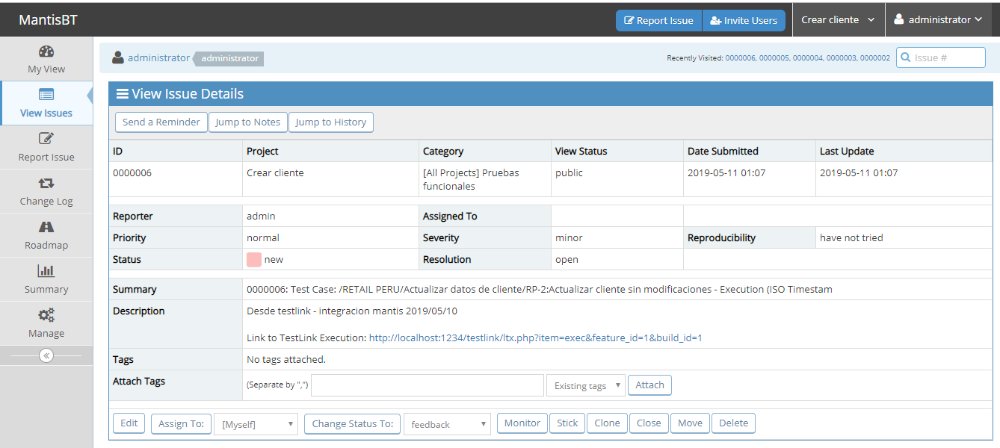 MantisBT
Report Issue Invite Users Crear cliente administrator
My View
View Issues
Report Issue
Change Log
Roadmap
Summary
Manage
administrator administrator
Recently Visited: 0000006, 0000005, 0000004, 0000003, 0000002 Issue #
View Issue Details
Send a Reminder Jump to Notes Jump to History
ID Project Category View Status Date Submitted Last Update
0000006 Crear cliente [All Projects] Pruebas public 2019-05-11 01:07 2019-05-11 01:07
funcionales
Reporter admin Assigned To
Priority normal Severity minor Reproducibility have not tried
Status new Resolution open
Summary 0000006: Test Case: /RETAIL PERU/Actualizar datos de cliente/RP-2:Actualizar cliente sin modificaciones - Execution (ISO Timestam
Description Desde testlink - integracion mantis 2019/05/10
Link to TestLink Execution: http://localhost:1234/testlink/ltx.php?item=exec&feature_id=1&build_id=1
Tags No tags attached.
Attach Tags (Separate by ",") Existing tags Attach
Edit Assign To: [Myself] Change Status To: feedback Monitor Stick Clone Close Move Delete